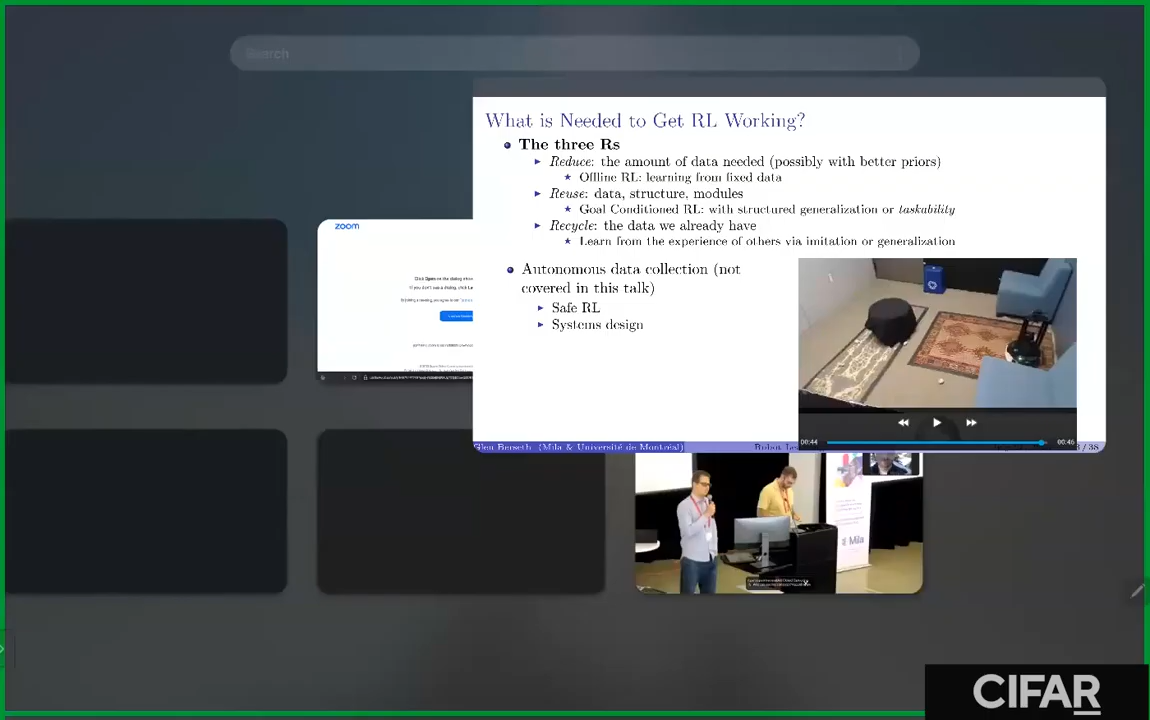 Search
What is Needed to Get RL Working?
The three Rs
Reduce: the amount of data needed (possibly with better priors)
Offline RL: learning from fixed data
Reuse: data, structure, modules
Goal Conditioned RL: with structured generalization or taskability
Recycle: the data we already have
Learn from the experience of others via imitation or generalization
Autonomous data collection (not
covered in this talk)
Safe RL
Systems design
00:44
00:46
Glen Berseth (Mila & Université de Montréal)
38
zoom
Mila
CIFAR